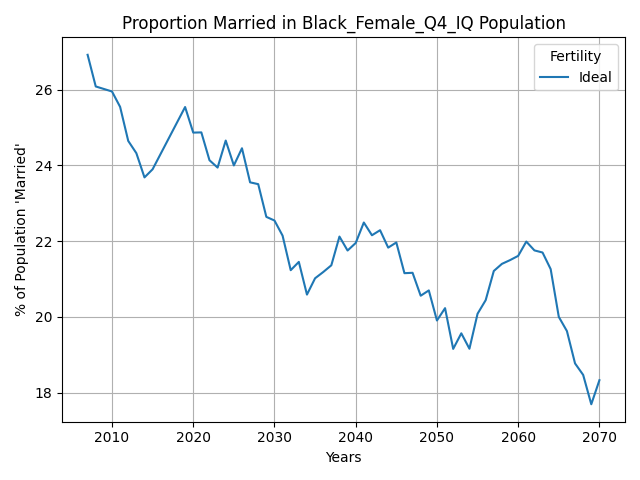 Proportion Married in Black_Female_Q4_IQ Population
Fertility
Ideal
% of Population 'Married'
26
24
22
20
18
2010 2020 2030 2040 2050 2060 2070
Years